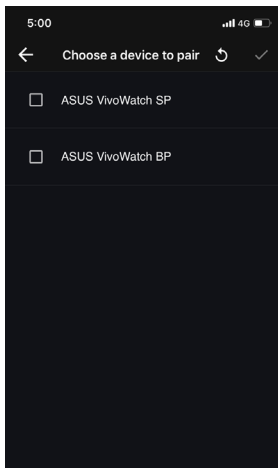 5:00
4G
Choose a device to pair
ASUS VivoWatch SP
ASUS VivoWatch BP